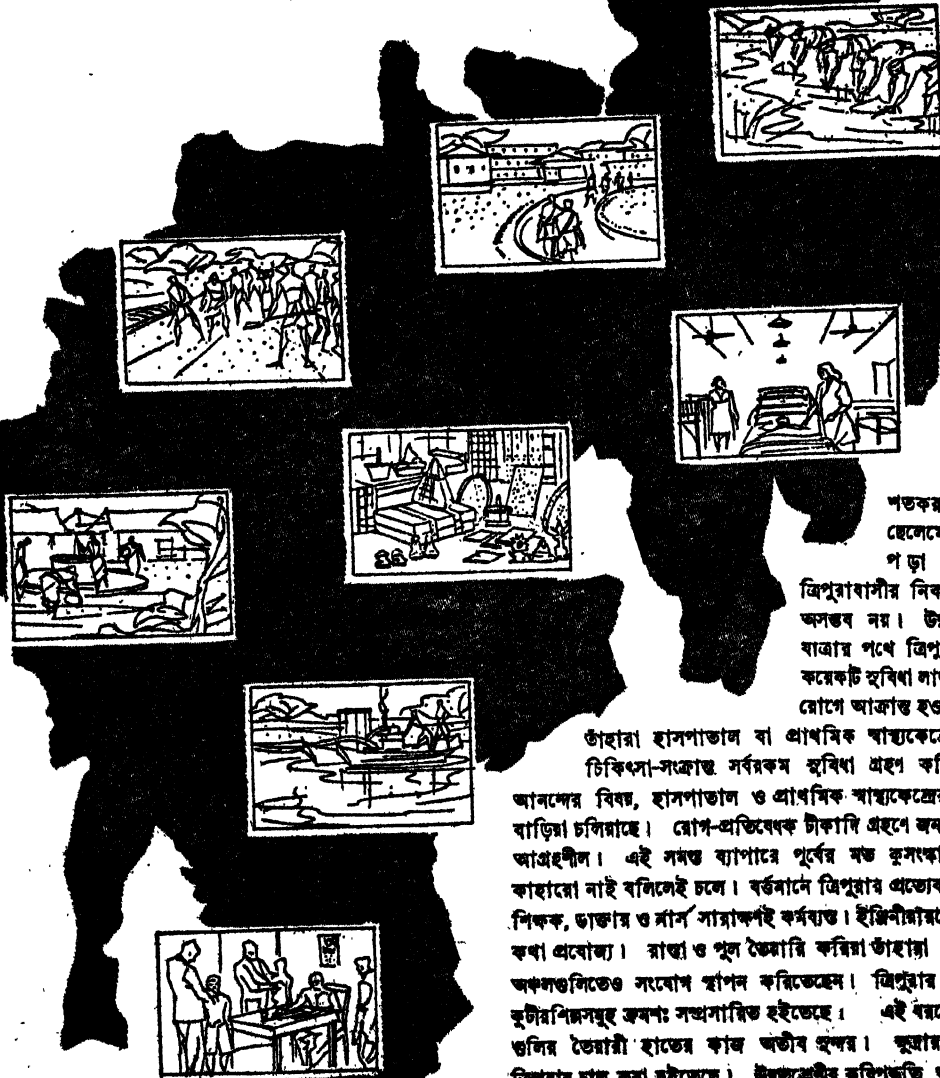 শতকর
ছেলেমে
প ড়া
ত্রিপুরাবাসীর নিক
অসম্ভব নয়। উন্ন
যাত্রার পথে ত্রিপু
কয়েকটি সুবিধা লা
রোগে আক্রান্ত হও
তাঁহারা হাসপাতাল বা প্রাথমিক স্বাস্থ্যকেন্দ্রে
চিকিৎসা-সংক্রান্ত সর্বরকম সুবিধা গ্রহণ করি
আনন্দের বিষয়, হাসপাতাল ও প্রাথমিক স্বাস্থ্যকেন্দ্রের
বাড়িয়া চলিয়াছে। রোগ-প্রতিষেধক টীকাদি গ্রহণে জন
আগ্রহশীল। এই সমস্ত ব্যাপারে পূর্বের মত কুসংস্কা
কাহারো নাই বলিলেই চলে। বর্ত্তমানে ত্রিপুরার প্রত্যেক
শিক্ষক, ডাক্তার ও নার্স সারাক্ষণই কর্মব্যস্ত। ইঞ্জিনীয়ার
কথা প্রযোজ্য। রাস্তা ও পুল তৈয়ারি করিয়া তাঁহারা
অঞ্চলগুলিতেও সংযোগ স্থাপন করিতেছেন। ত্রিপুরার
কুটীরশিল্পসমূহ ক্রমশঃ সম্প্রসারিত হইতেছে। এই ধরণে
গুলির তৈয়ারী হাতের কাজ অতীব সুন্দর। জুমার